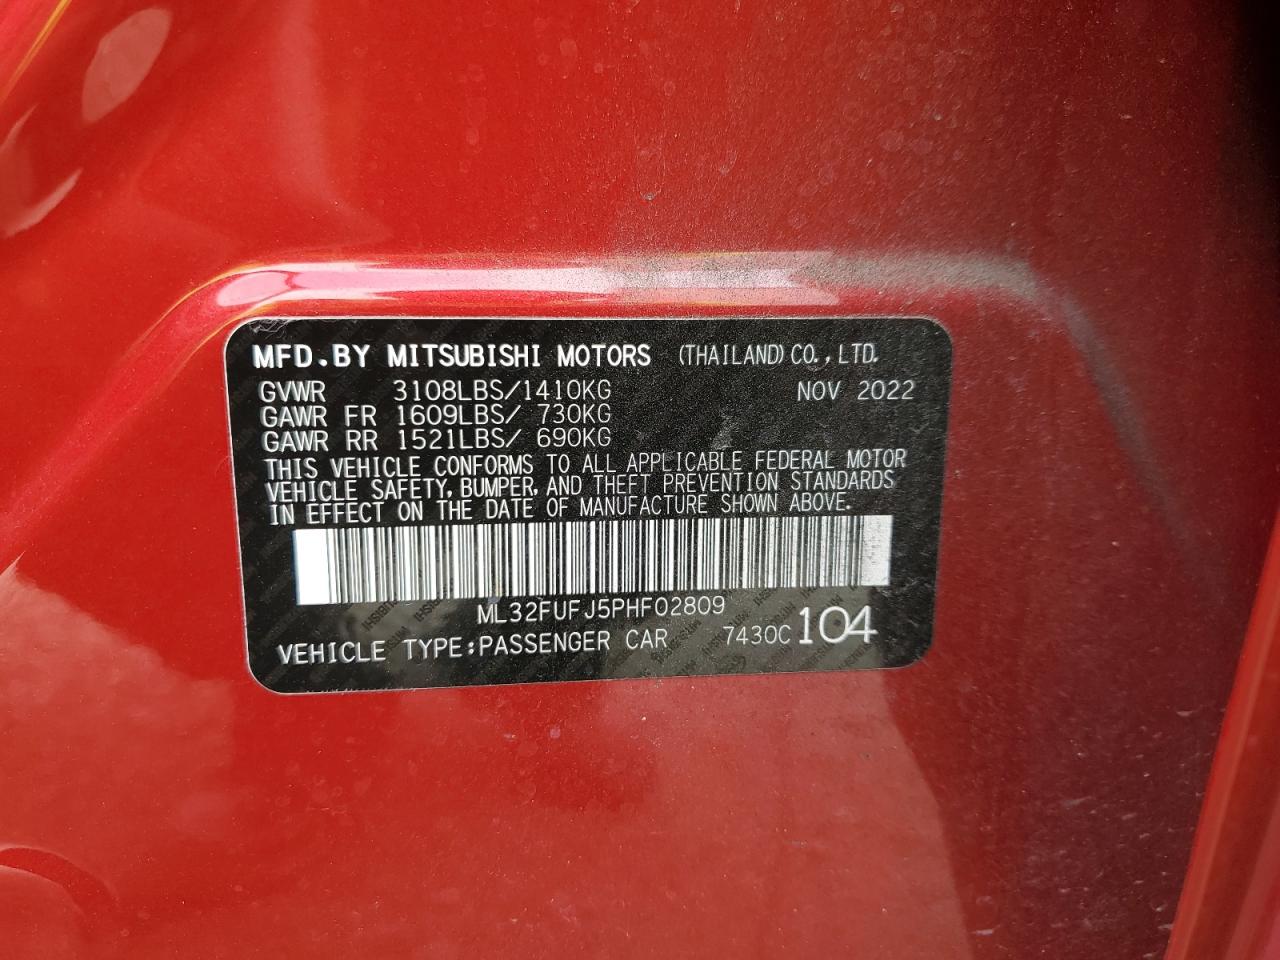 MFD.BY MITSUBISHI MOTORS (THAILAND) CO., LTD.
GVWR 3108LBS/1410KG NOV 2022
GAWR FR 1609LBS/ 730KG
GAWR RR 1521LBS/ 690KG
THIS VEHICLE CONFORMS TO ALL APPLICABLE FEDERAL MOTOR
VEHICLE SAFETY, BUMPER, AND THEFT PREVENTION STANDARDS
IN EFFECT ON THE DATE OF MANUFACTURE SHOWN ABOVE.
ML32FUFJ5PHF02809
VEHICLE TYPE:PASSENGER CAR 7430C 104